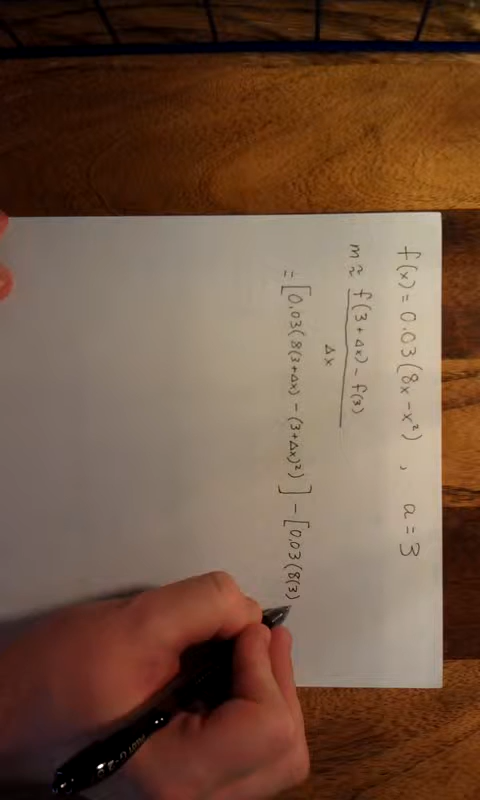 f(x) = 0.03(8x-x²) , a = 3
m ≈ f(3+Δx) - f(3)
Δx
= [0.03(8(3+Δx) - (3+Δx)²)] - [0.03(8(3)